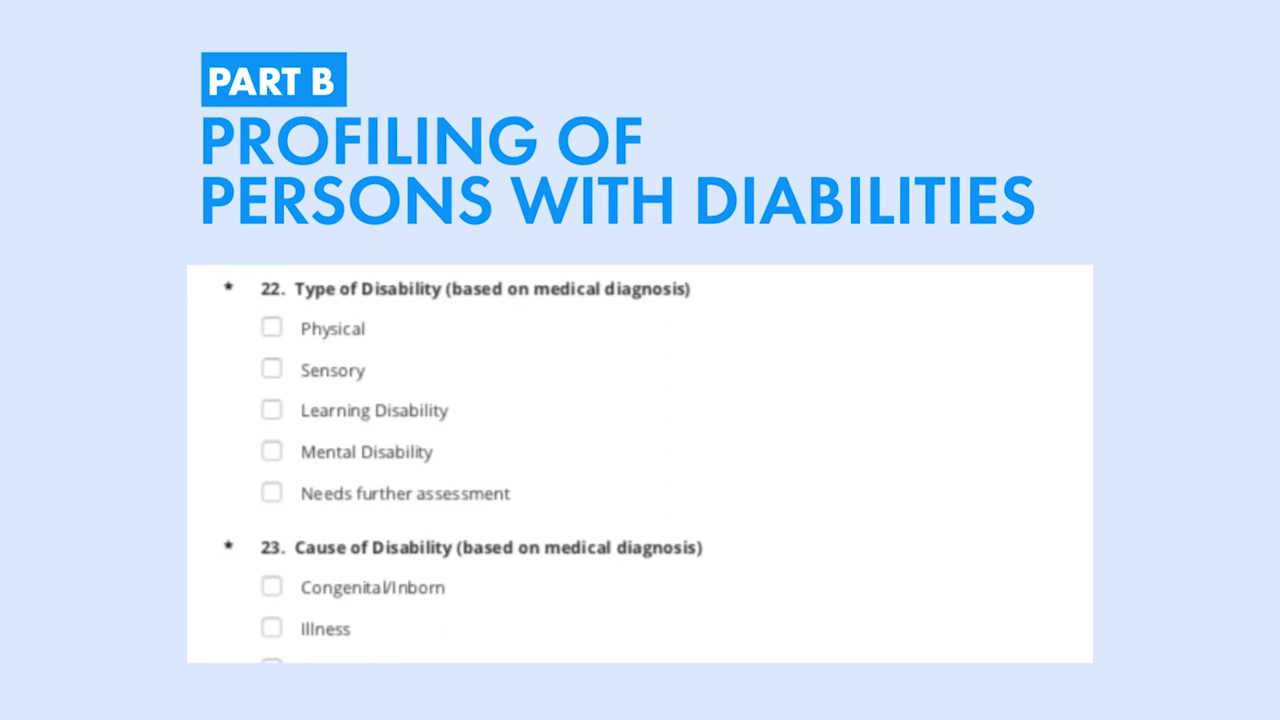 PART B
PROFILING OF
PERSONS WITH DIABILITIES
* 22. Type of Disability (based on medical diagnosis)
Physical
Sensory
Learning Disability
Mental Disability
Needs further assessment
* 23. Cause of Disability (based on medical diagnosis)
Congenital/Inborn
Illness